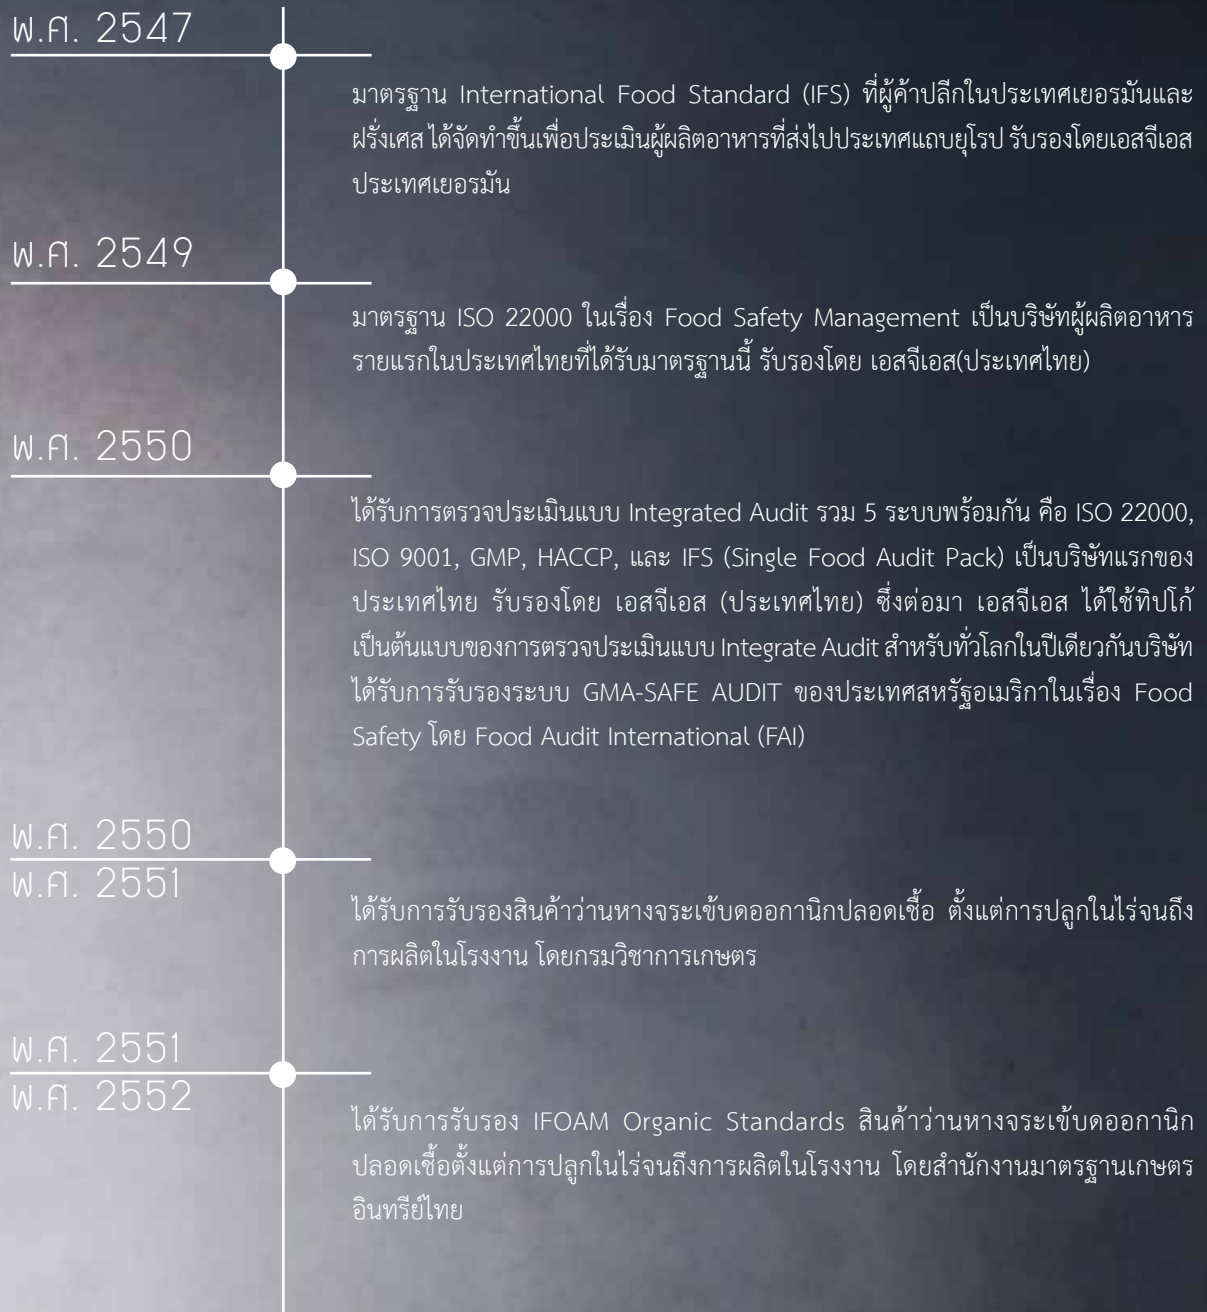 พ.ศ. 2547
มาตรฐาน International Food Standard (IFS) ที่ผู้ค้าปลีกในประเทศเยอรมันและ
ฝรั่งเศส ได้จัดทำขึ้นเพื่อประเมินผู้ผลิตอาหารที่ส่งไปประเทศแถบยุโรป รับรองโดยเอสจีเอส
ประเทศเยอรมัน
พ.ศ. 2549
มาตรฐาน ISO 22000 ในเรื่อง Food Safety Management เป็นบริษัทผู้ผลิตอาหาร
รายแรกในประเทศไทยที่ได้รับมาตรฐานนี้ รับรองโดย เอสจีเอส(ประเทศไทย)
พ.ศ. 2550
ได้รับการตรวจประเมินแบบ Integrated Audit รวม 5 ระบบพร้อมกัน คือ ISO 22000,
ISO 9001, GMP, HACCP, และ IFS (Single Food Audit Pack) เป็นบริษัทแรกของ
ประเทศไทย รับรองโดย เอสจีเอส (ประเทศไทย) ซึ่งต่อมา เอสจีเอส ได้ใช้ทิปโก้
เป็นต้นแบบของการตรวจประเมินแบบ Integrate Audit สำหรับทั่วโลกในปีเดียวกันบริษัท
ได้รับการรับรองระบบ GMA-SAFE AUDIT ของประเทศสหรัฐอเมริกาในเรื่อง Food
Safety โดย Food Audit International (FAI)
พ.ศ. 2550
พ.ศ. 2551
ได้รับการรับรองสินค้าว่านหางจระเข้บดออกานิกปลอดเชื้อ ตั้งแต่การปลูกในไร่จนถึง
การผลิตในโรงงาน โดยกรมวิชาการเกษตร
พ.ศ. 2551
พ.ศ. 2552
ได้รับการรับรอง IFOAM Organic Standards สินค้าว่านหางจระเข้บดออกานิก
ปลอดเชื้อตั้งแต่การปลูกในไร่จนถึงการผลิตในโรงงาน โดยสำนักงานมาตรฐานเกษตร
อินทรีย์ไทย